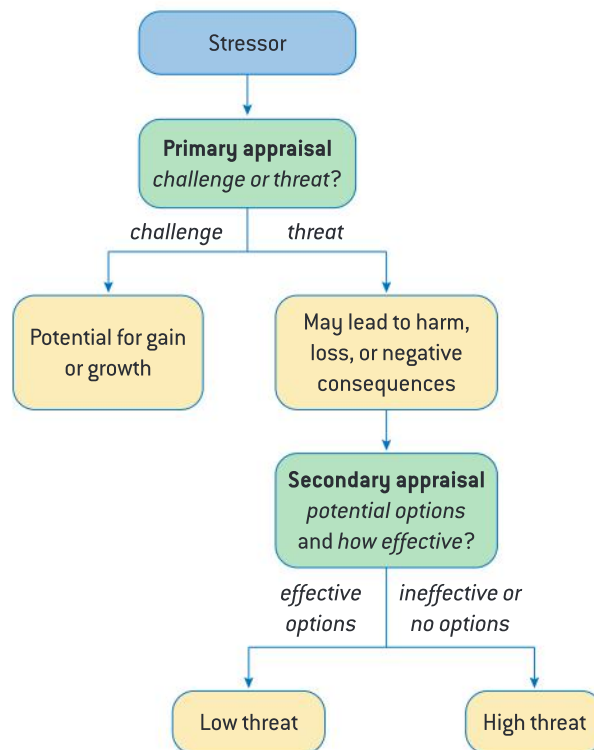 Stressor
Primary appraisal
challenge or threat?
challenge
threat
Potential for gain
or growth
May lead to harm,
loss, or negative
consequences
Secondary appraisal
potential options
and how effective?
effective
options
ineffective or
no options
Low threat
High threat